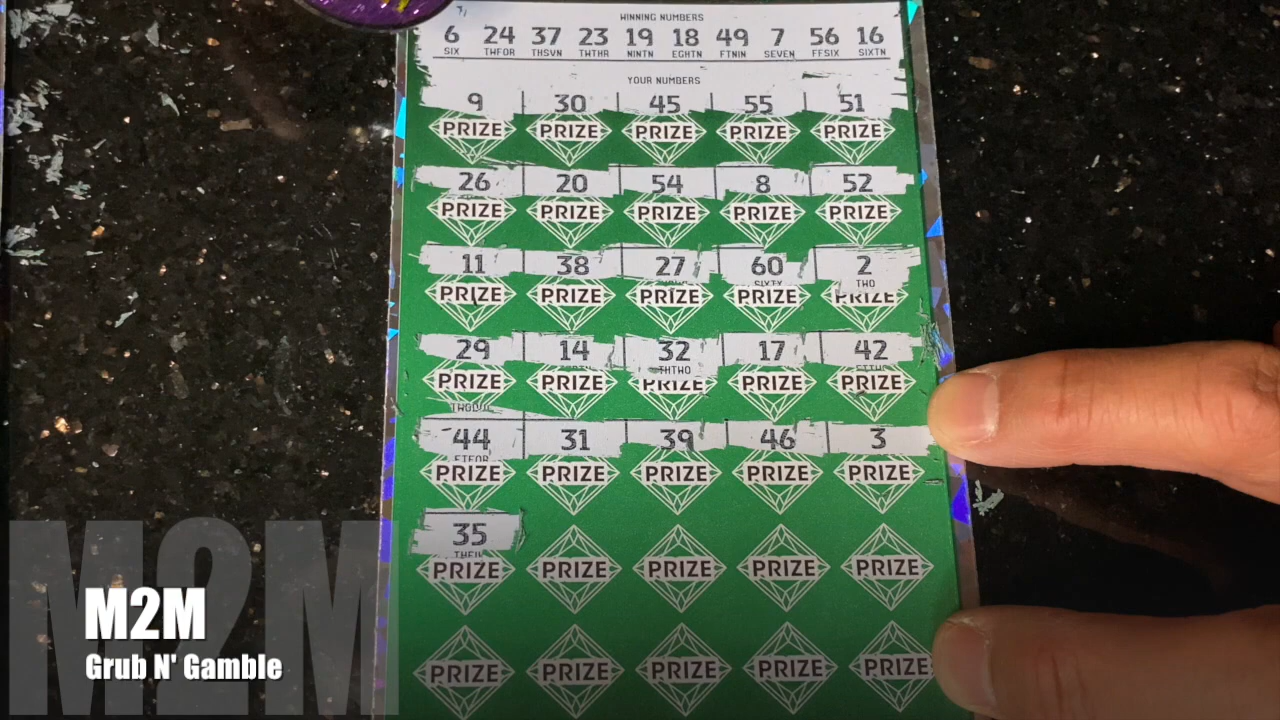 WINNING NUMBERS
6 24 37 23 19 18 49 7 56 16
SIX TWFOR THSVN TWTHR NINTN EGHTN FTNIN SEVEN FFSIX SIXTN
YOUR NUMBERS
9 30 45 55 51
PRIZE PRIZE PRIZE PRIZE PRIZE
26 20 54 8 52
PRIZE PRIZE PRIZE PRIZE PRIZE
11 38 27 60 2
SIXTY TWO
PRIZE PRIZE PRIZE PRIZE PRIZE
29 14 32 17 42
THTWO
PRIZE PRIZE PRIZE PRIZE PRIZE
44 31 39 46 3
FTFOR
PRIZE PRIZE PRIZE PRIZE PRIZE
35
PRIZE PRIZE PRIZE PRIZE PRIZE
PRIZE PRIZE PRIZE PRIZE PRIZE
M2M
M2M
Grub N' Gamble